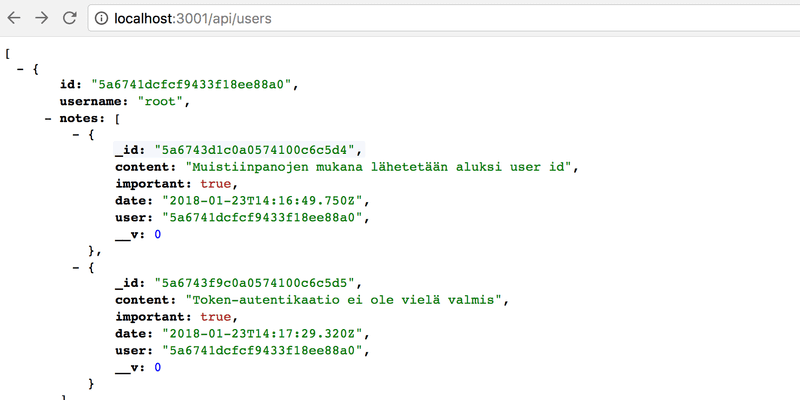 localhost:3001/api/users
[
– {
id: "5a6741dcfcf9433f18ee88a0",
username: "root",
– notes: [
– {
_id: "5a6743d1c0a0574100c6c5d4",
content: "Muistiinpanojen mukana lähetetään aluksi user id",
important: true,
date: "2018-01-23T14:16:49.750Z",
user: "5a6741dcfcf9433f18ee88a0",
__v: 0
},
– {
_id: "5a6743f9c0a0574100c6c5d5",
content: "Token-autentikaatio ei ole vielä valmis",
important: true,
date: "2018-01-23T14:17:29.320Z",
user: "5a6741dcfcf9433f18ee88a0",
__v: 0
}
]